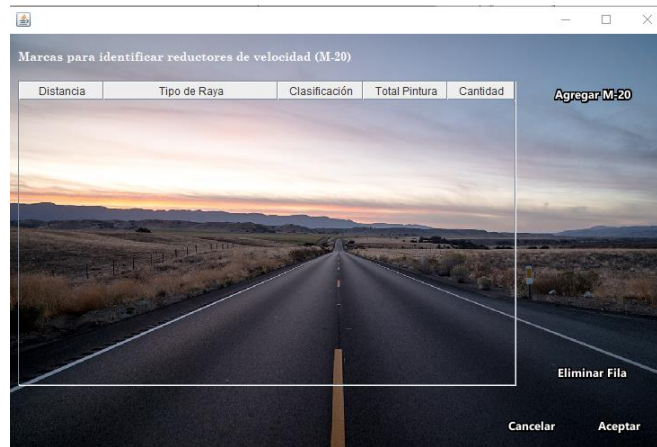 Marcas para identificar reductores de velocidad (M-20)
Distancia Tipo de Raya Clasificación Total Pintura Cantidad
Agregar M-20
Eliminar Fila
Cancelar Aceptar